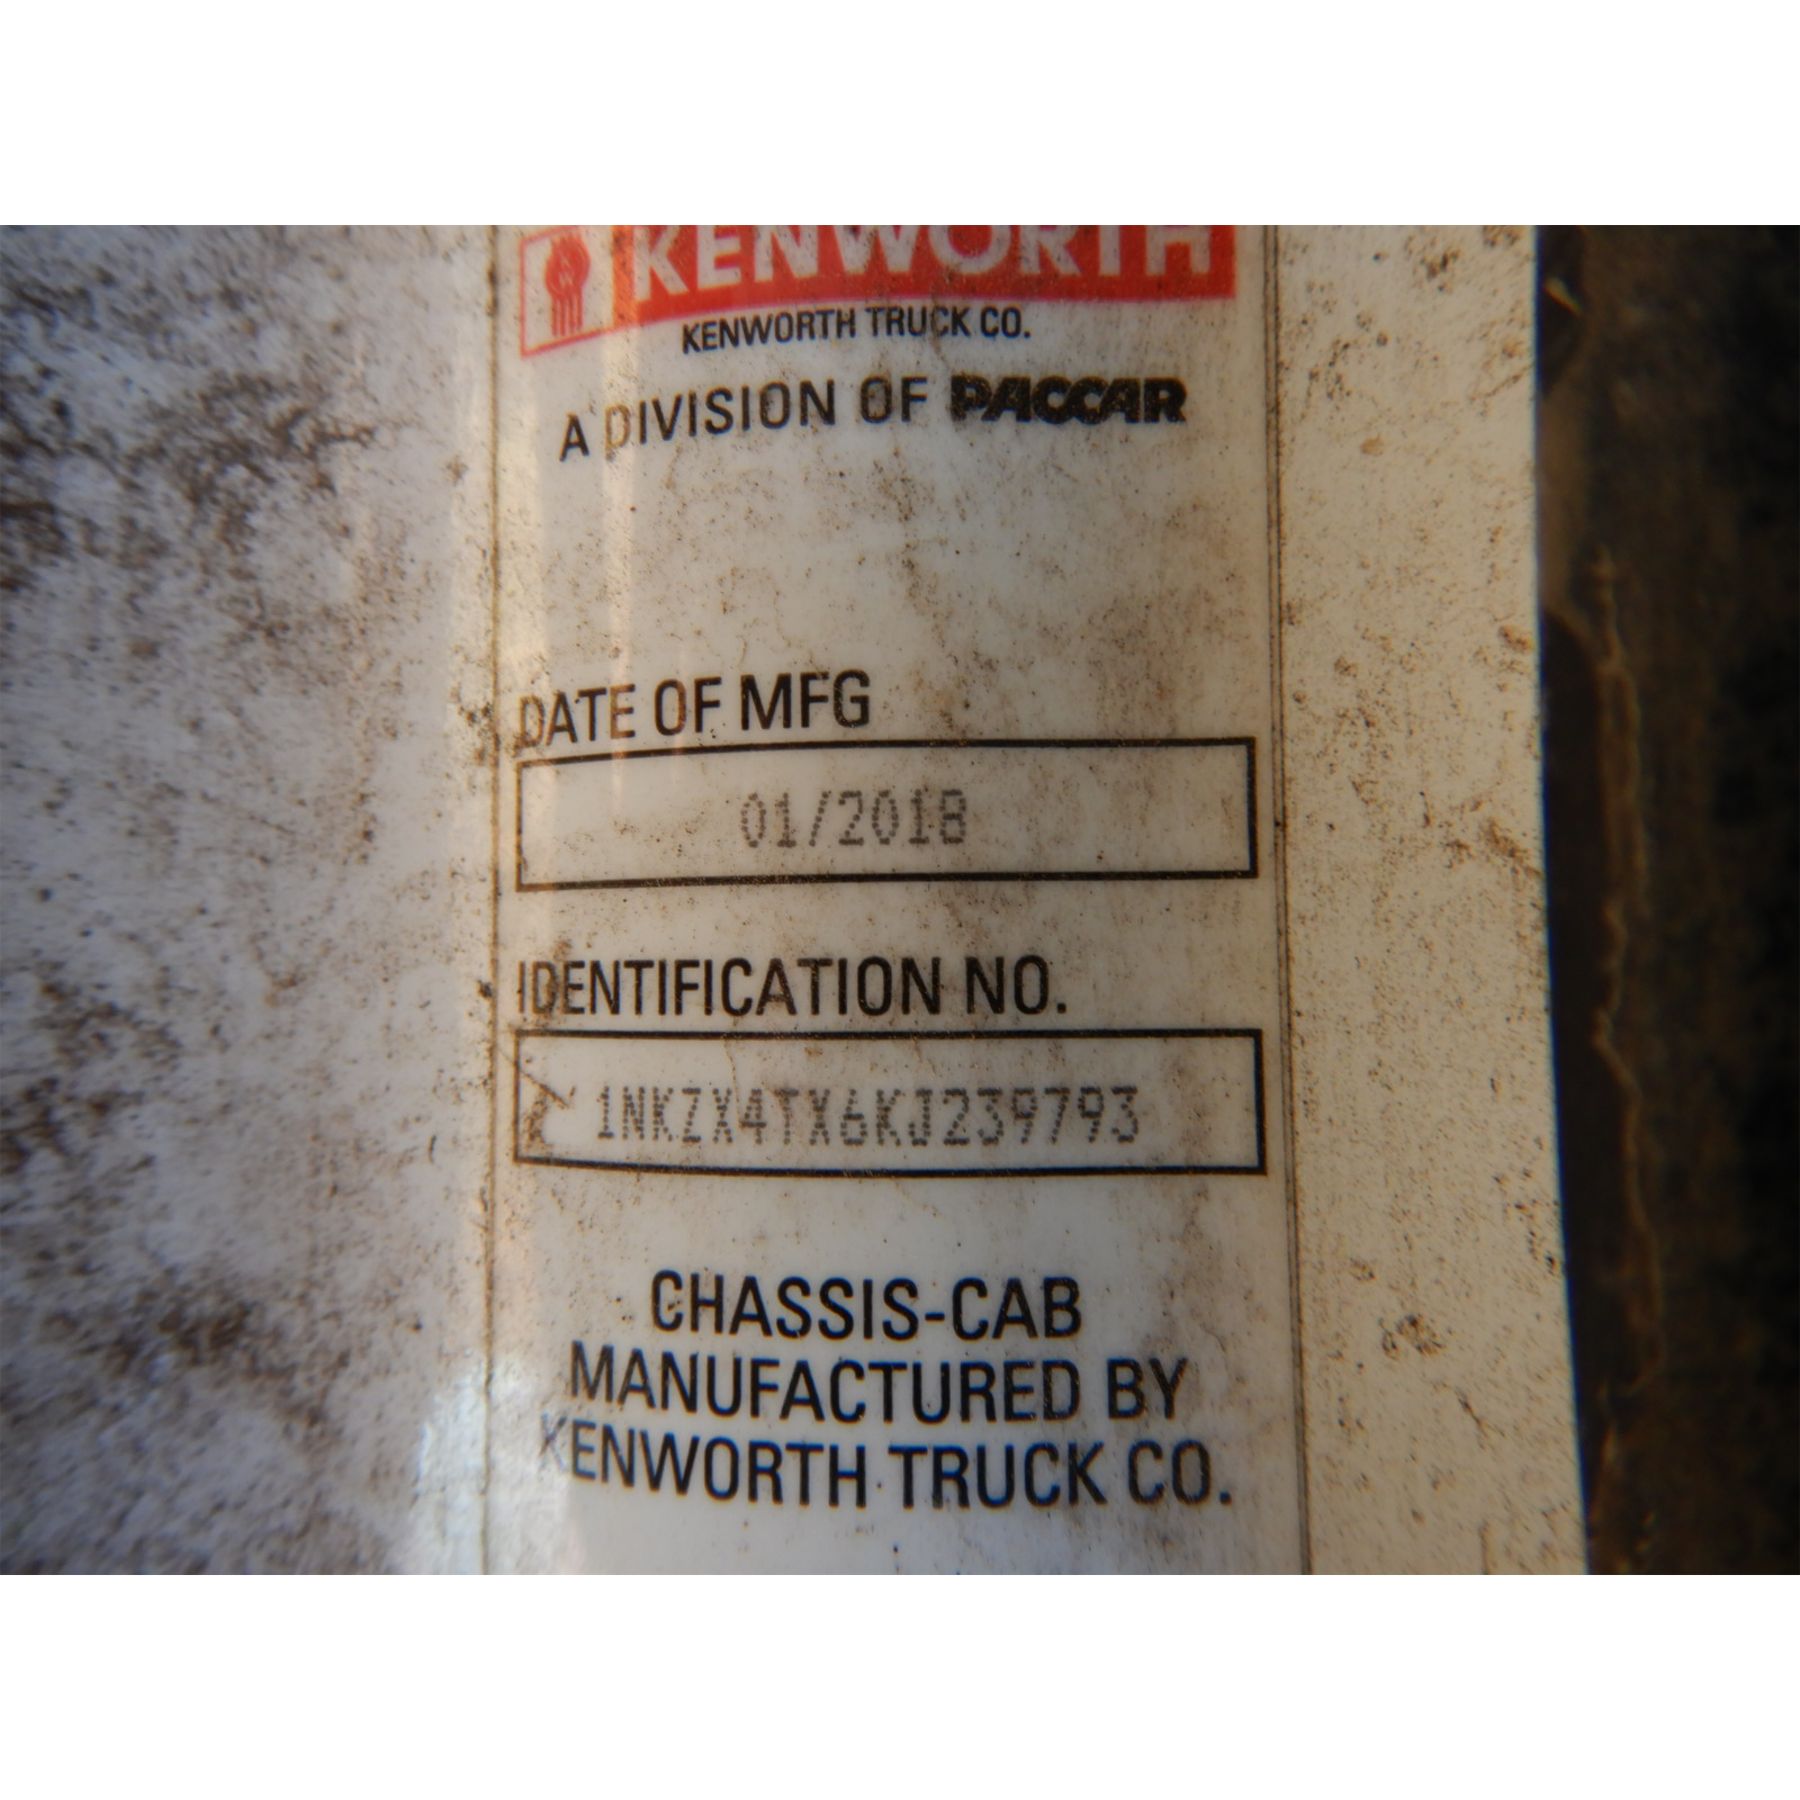 KENWORTH
KENWORTH TRUCK CO.
A DIVISION OF PACCAR
DATE OF MFG
01/2018
IDENTIFICATION NO.
1NKZX4TX6KJ239793
CHASSIS-CAB
MANUFACTURED BY
KENWORTH TRUCK CO.